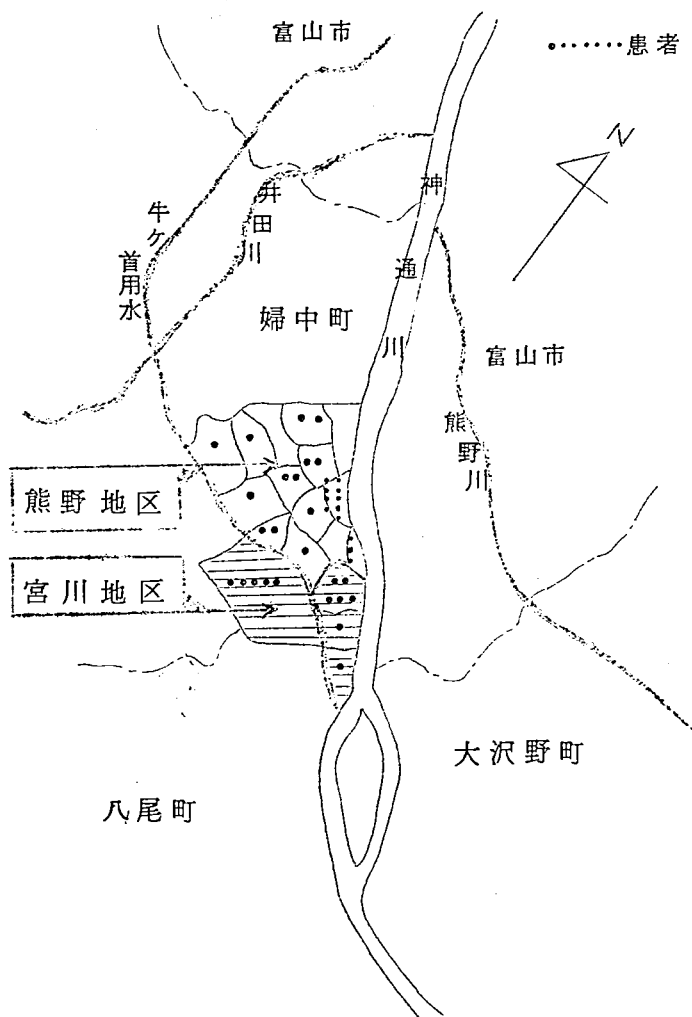 富山市
●……患者
N
神通川
井田川
牛ケ首用水
婦中町
富山市
熊野川
熊野地区
宮川地区
大沢野町
八尾町